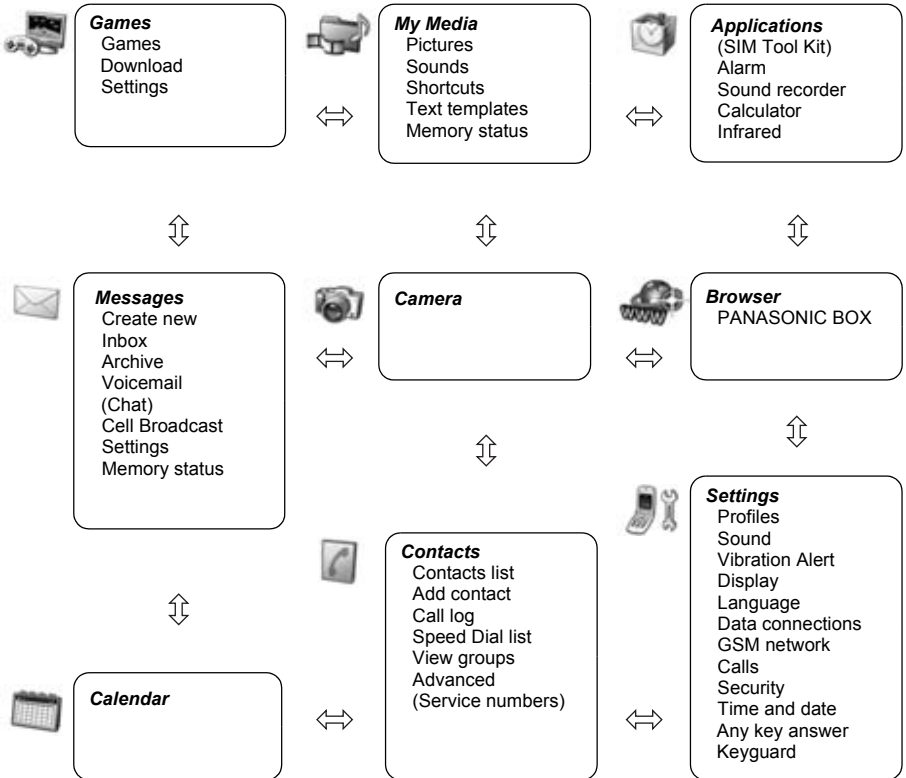 Games
Games
Download
Settings
My Media
Pictures
Sounds
Shortcuts
Text templates
Memory status
Applications
(SIM Tool Kit)
Alarm
Sound recorder
Calculator
Infrared
Messages
Create new
Inbox
Archive
Voicemail
(Chat)
Cell Broadcast
Settings
Memory status
Camera
www
Browser
PANASONIC BOX
Calendar
Contacts
Contacts list
Add contact
Call log
Speed Dial list
View groups
Advanced
(Service numbers)
Settings
Profiles
Sound
Vibration Alert
Display
Language
Data connections
GSM network
Calls
Security
Time and date
Any key answer
Keyguard